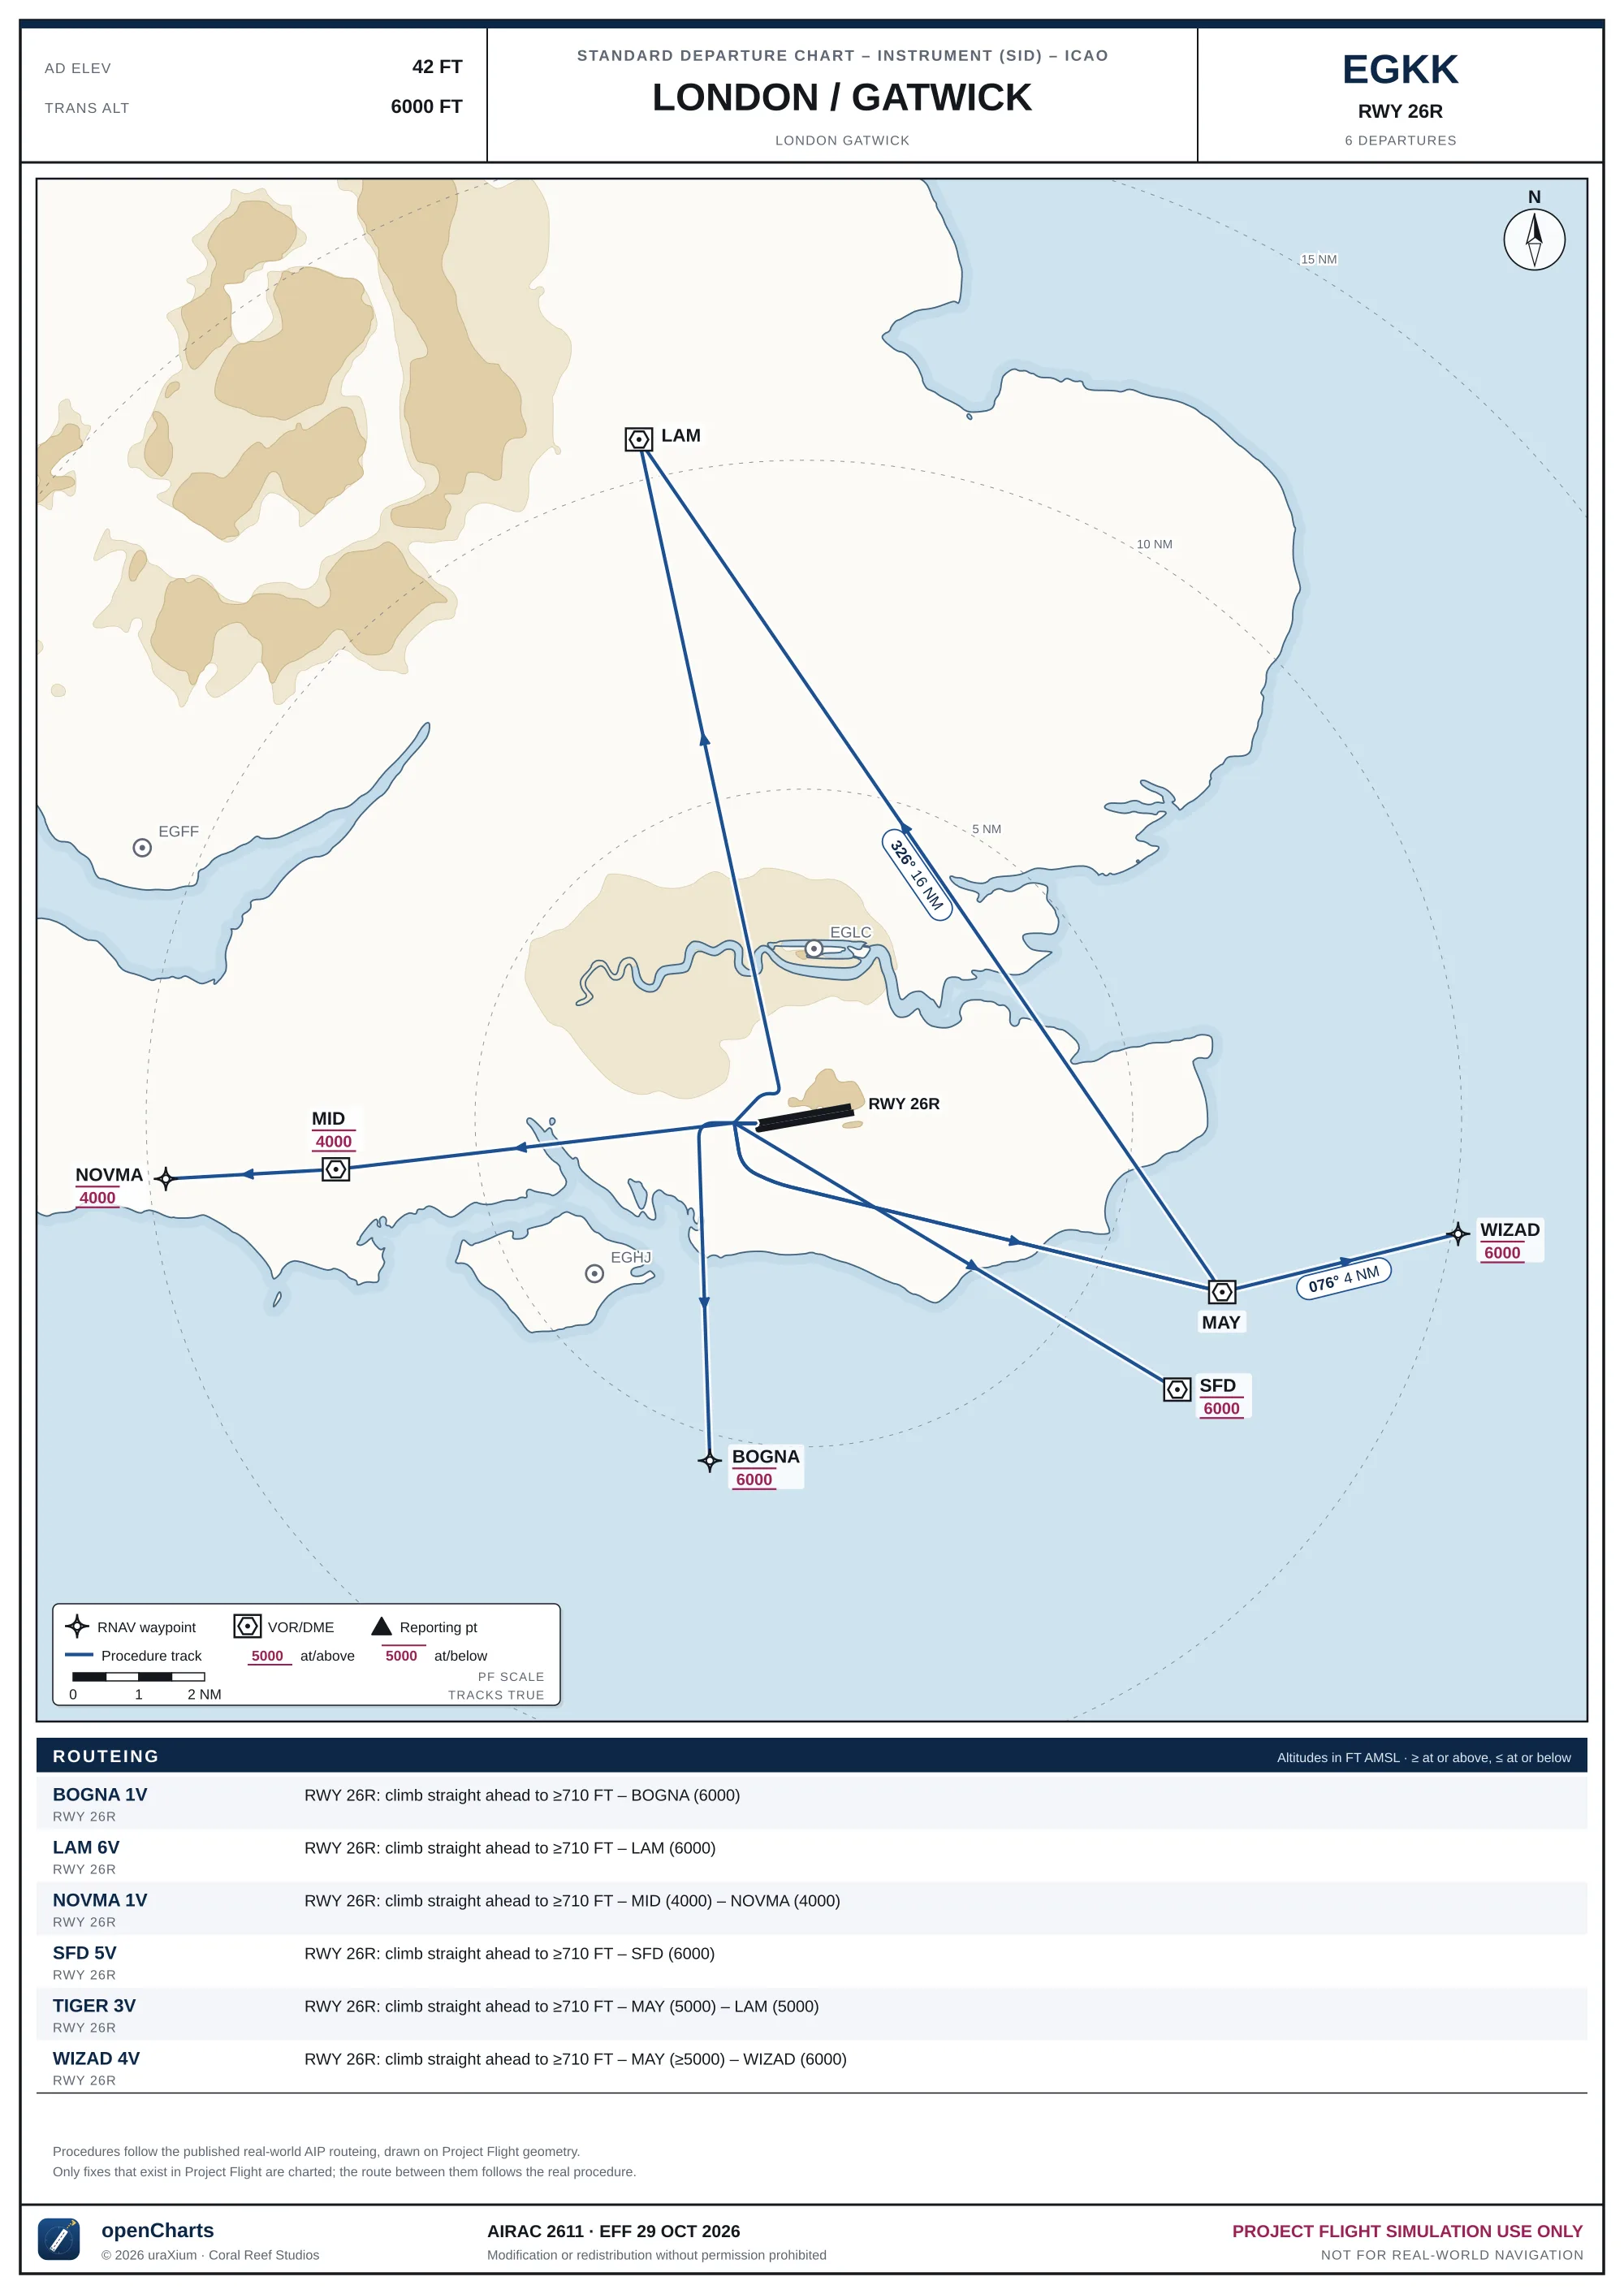 AD ELEV 42 FT
TRANS ALT 6000 FT
STANDARD DEPARTURE CHART – INSTRUMENT (SID) – ICAO
LONDON / GATWICK
LONDON GATWICK
EGKK
RWY 26R
6 DEPARTURES
N
15 NM
LAM
10 NM
EGFF
5 NM
326° 16 NM
EGLC
RWY 26R
MID
4000
NOVMA
4000
WIZAD
6000
EGHJ
076° 4 NM
MAY
SFD
6000
BOGNA
6000
RNAV waypoint VOR/DME Reporting pt
Procedure track 5000 at/above 5000 at/below
PF SCALE
0 1 2 NM TRACKS TRUE
ROUTEING Altitudes in FT AMSL · ≥ at or above, ≤ at or below
BOGNA 1V RWY 26R: climb straight ahead to ≥710 FT – BOGNA (6000)
RWY 26R
LAM 6V RWY 26R: climb straight ahead to ≥710 FT – LAM (6000)
RWY 26R
NOVMA 1V RWY 26R: climb straight ahead to ≥710 FT – MID (4000) – NOVMA (4000)
RWY 26R
SFD 5V RWY 26R: climb straight ahead to ≥710 FT – SFD (6000)
RWY 26R
TIGER 3V RWY 26R: climb straight ahead to ≥710 FT – MAY (5000) – LAM (5000)
RWY 26R
WIZAD 4V RWY 26R: climb straight ahead to ≥710 FT – MAY (≥5000) – WIZAD (6000)
RWY 26R
Procedures follow the published real-world AIP routeing, drawn on Project Flight geometry.
Only fixes that exist in Project Flight are charted; the route between them follows the real procedure.
openCharts AIRAC 2611 · EFF 29 OCT 2026 PROJECT FLIGHT SIMULATION USE ONLY
© 2026 uraXium · Coral Reef Studios Modification or redistribution without permission prohibited NOT FOR REAL-WORLD NAVIGATION